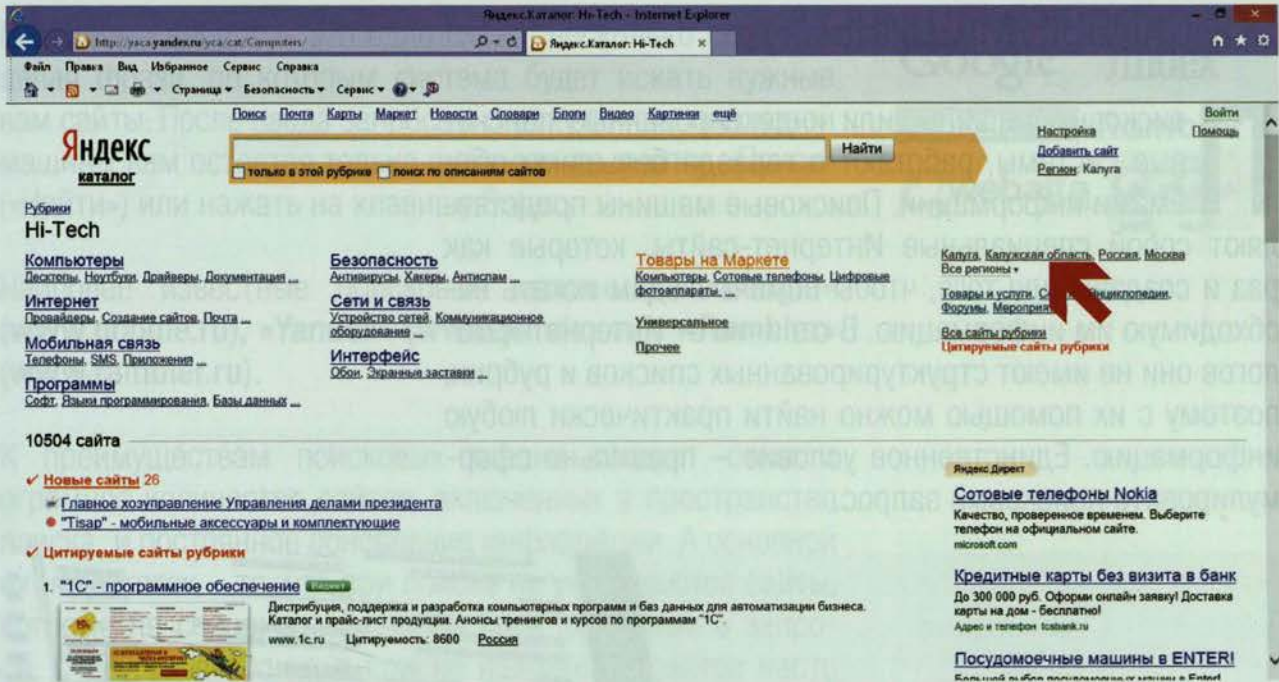 Яндекс.Каталог: Hi-Tech - Internet Explorer
http://yaca.yandex.ru/yca/cat/Computers/
Яндекс.Каталог: Hi-Tech
Файл Правка Вид Избранное Сервис Справка
Страница Безопасность Сервис
Поиск Почта Карты Маркет Новости Словари Блоги Видео Картинки ещё
Войти
Яндекс
каталог
Найти
только в этой рубрике поиск по описаниям сайтов
Настройка
Помощь
Добавить сайт
Регион: Калуга
Рубрики
Hi-Tech
Компьютеры
Десктопы, Ноутбуки, Драйверы, Документация ...
Интернет
Провайдеры, Создание сайтов, Почта ...
Мобильная связь
Телефоны, SMS, Приложения ...
Программы
Софт, Языки программирования, Базы данных ...
Безопасность
Антивирусы, Хакеры, Антиспам ...
Сети и связь
Устройство сетей, Коммуникационное
оборудование ...
Интерфейс
Обои, Экранные заставки ...
Товары на Маркете
Компьютеры, Сотовые телефоны, Цифровые
фотоаппараты...
Универсальное
Прочее
Калуга, Калужская область, Россия, Москва
Все регионы
Товары и услуги,
Форумы,
Все сайты рубрики
Цитируемые сайты рубрики
10504 сайта
Новые сайты 26
Главное хозуправление Управления делами президента
"Tisap" - мобильные аксессуары и комплектующие
Цитируемые сайты рубрики
1. "1С" - программное обеспечение
Дистрибуция, поддержка и разработка компьютерных программ и баз данных для автоматизации бизнеса.
Каталог и прайс-лист продукции. Анонсы тренингов и курсов по программам "1С".
www.1c.ru Цитируемость: 8600 Россия
Яндекс Директ
Сотовые телефоны Nokia
Качество, проверенное временем. Выберите
телефон на официальном сайте.
microsoft.com
Кредитные карты без визита в банк
До 300 000 руб. Оформи онлайн заявку! Доставка
карты на дом - бесплатно!
Адрес и телефон tcsbank.ru
Посудомоечные машины в ENTER!
Большой выбор посудомоечных машин в Enter!